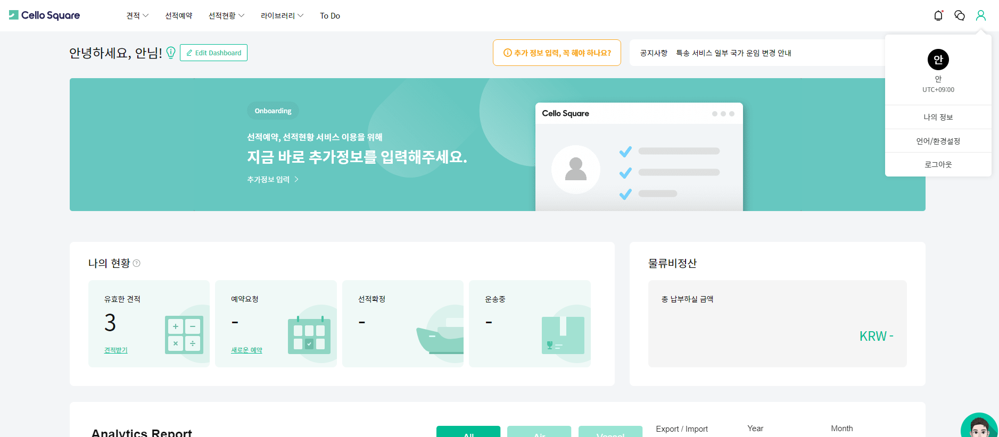 Cello Square
견적
선적예약
선적현황
라이브러리
To Do
안녕하세요, 안님!
Edit Dashboard
추가 정보 입력, 꼭 해야 하나요?
공지사항 특송 서비스 일부 국가 운임 변경 안내
안
안
UTC+09:00
나의 정보
언어/환경설정
로그아웃
Onboarding
선적예약, 선적현황 서비스 이용을 위해
지금 바로 추가정보를 입력해주세요.
추가정보 입력
Cello Square
나의 현황
유효한 견적
3
견적받기
예약요청
-
새로운 예약
선적확정
-
운송중
-
물류비정산
총 납부하실 금액
KRW -
Analytics Report
All
Air
Vessel
Export / Import
Year
Month